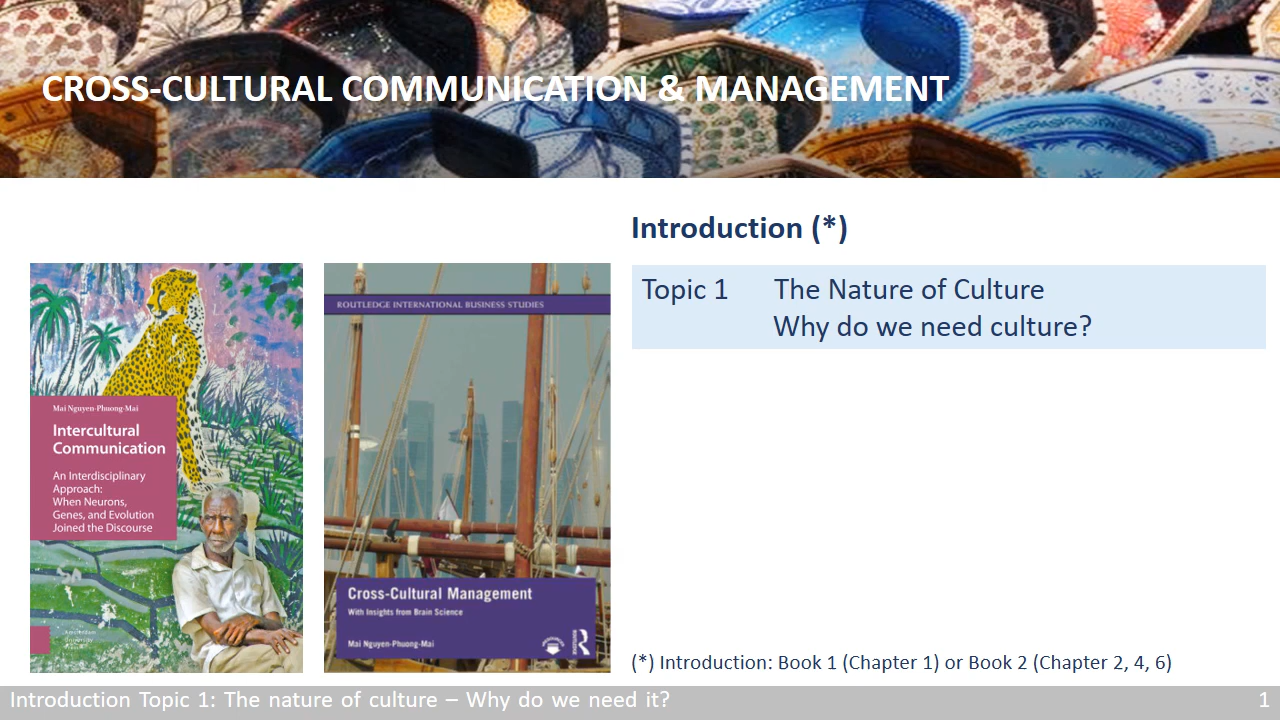 CROSS-CULTURAL COMMUNICATION & MANAGEMENT
Introduction (*)
Topic 1 The Nature of Culture
Why do we need culture?
Mai Nguyen-Phuong-Mai
Intercultural
Communication
An Interdisciplinary
Approach:
When Neurons,
Genes, and Evolution
Joined the Discourse
Amsterdam
University
ROUTLEDGE INTERNATIONAL BUSINESS STUDIES
Cross-Cultural Management
With Insights from Brain Science
Mai Nguyen-Phuong-Mai
ROUTLEDGE
(*) Introduction: Book 1 (Chapter 1) or Book 2 (Chapter 2, 4, 6)
Introduction Topic 1: The nature of culture – Why do we need it?
1